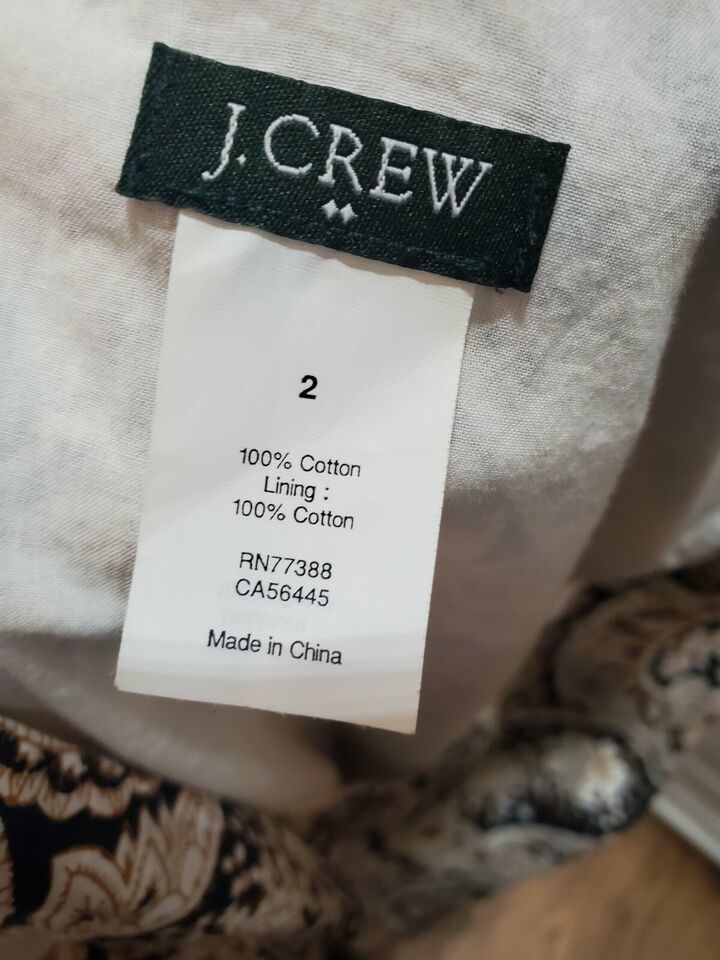 J.CREW
2
100% Cotton
Lining :
100% Cotton
RN77388
CA56445
Made in China